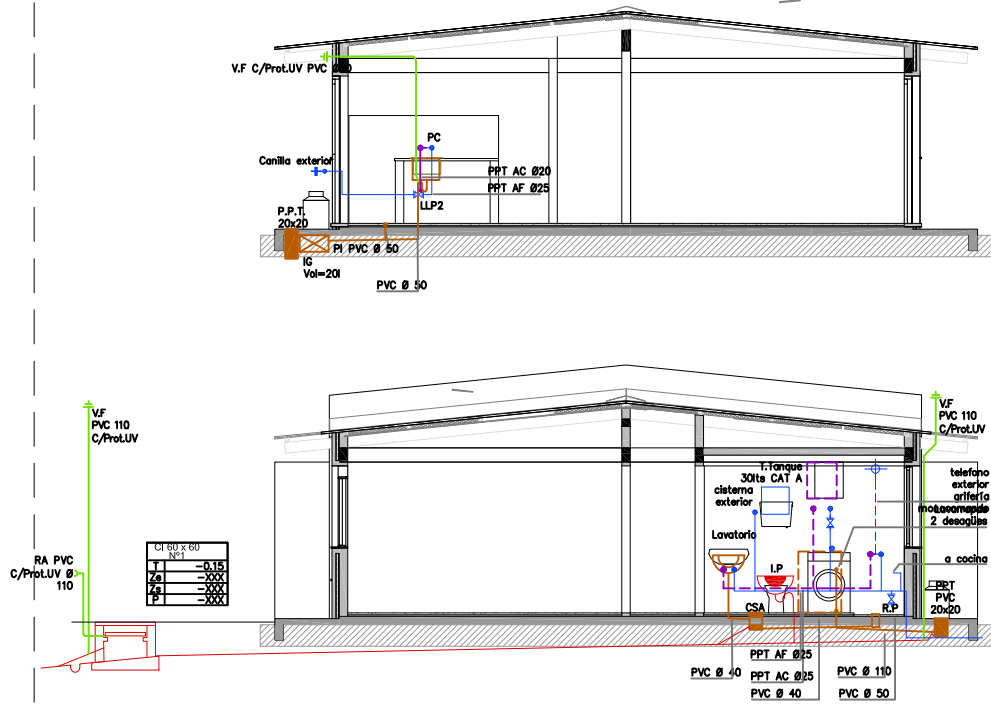 V.F C/Prot.UV PVC
PC
Canilla exterior
PPT AC Ø20
PPT AF Ø25
LLP2
P.P.T.
20x20
PI PVC Ø 50
IG
Vol=20l
PVC Ø 50
V.F
PVC 110
C/Prot.UV
V.F
PVC 110
C/Prot.UV
T.Tanque
30lts CAT A
cisterna
exterior
telefono
exterior
grifería
2 desagües
Lavatorio
a cocina
I.P
CI 60 x 60
N°1
T -0.15
Ze -XXX
Zs -XXX
P -XXX
RA PVC
C/Prot.UV Ø
110
PPT
PVC
20x20
CSA
R.P
PPT AF Ø25
PVC Ø 40
PPT AC Ø25
PVC Ø 110
PVC Ø 40
PVC Ø 50